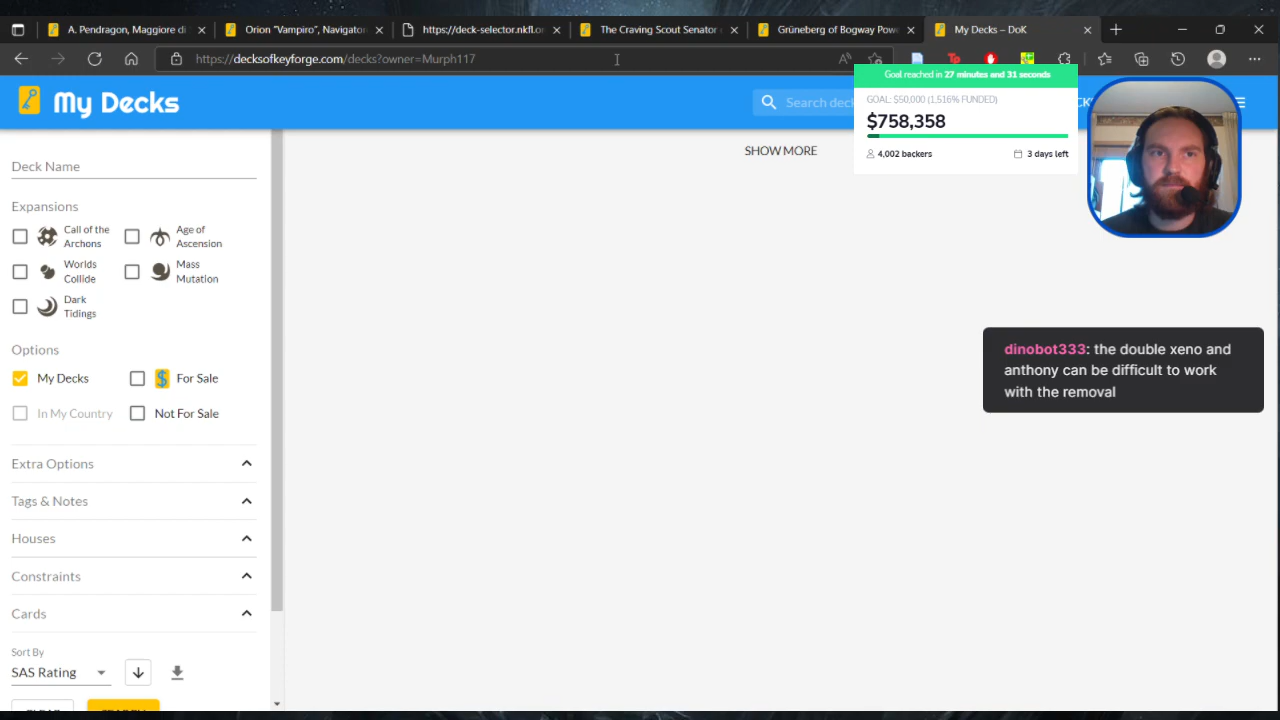 A. Pendragon, Maggiore di
Orion "Vampiro", Navigator
https://deck-selector.nkfl.or
The Craving Scout Senator
Grüneberg of Bogway Powe
My Decks – DoK
https://decksofkeyforge.com/decks?owner=Murph117
My Decks
Search deck
Goal reached in 27 minutes and 31 seconds
GOAL: $50,000 (1,516% FUNDED)
$758,358
4,002 backers
3 days left
SHOW MORE
Deck Name
Expansions
Call of the
Archons
Age of
Ascension
Worlds
Collide
Mass
Mutation
Dark
Tidings
Options
My Decks
For Sale
In My Country
Not For Sale
Extra Options
Tags & Notes
Houses
Constraints
Cards
Sort By
SAS Rating
dinobot333: the double xeno and
anthony can be difficult to work
with the removal